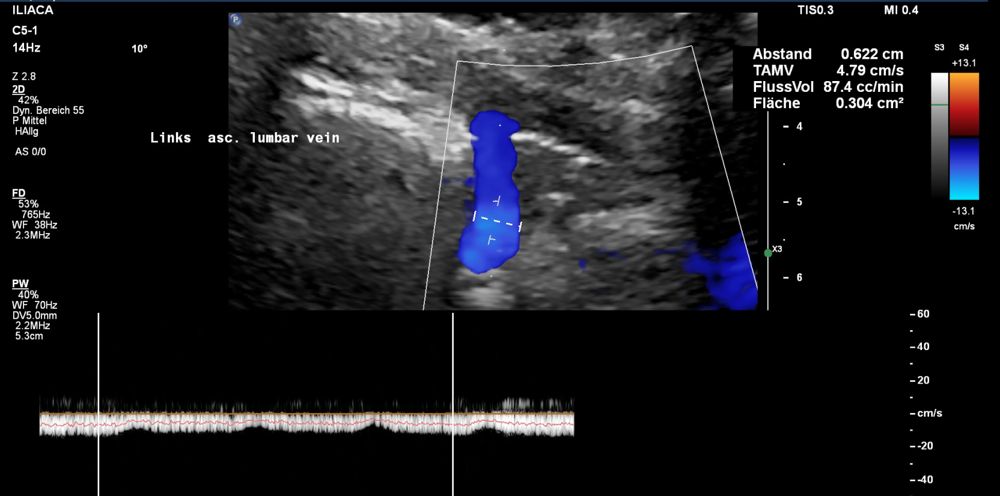 ILIACA
TIS0.3 MI 0.4
C5-1
14Hz
10°
Z 2.8
2D
42%
Dyn. Bereich 55
P Mittel
HAllg
AS 0/0
FD
53%
765Hz
WF 38Hz
2.3MHz
PW
40%
WF 70Hz
DV5.0mm
2.2MHz
5.3cm
P
Links asc. lumbar vein
Abstand 0.622 cm
TAMV 4.79 cm/s
FlussVol 87.4 cc/min
Fläche 0.304 cm²
S3 S4
+13.1
-13.1
cm/s
4
5
X3
6
60
40
20
cm/s
-20
-40